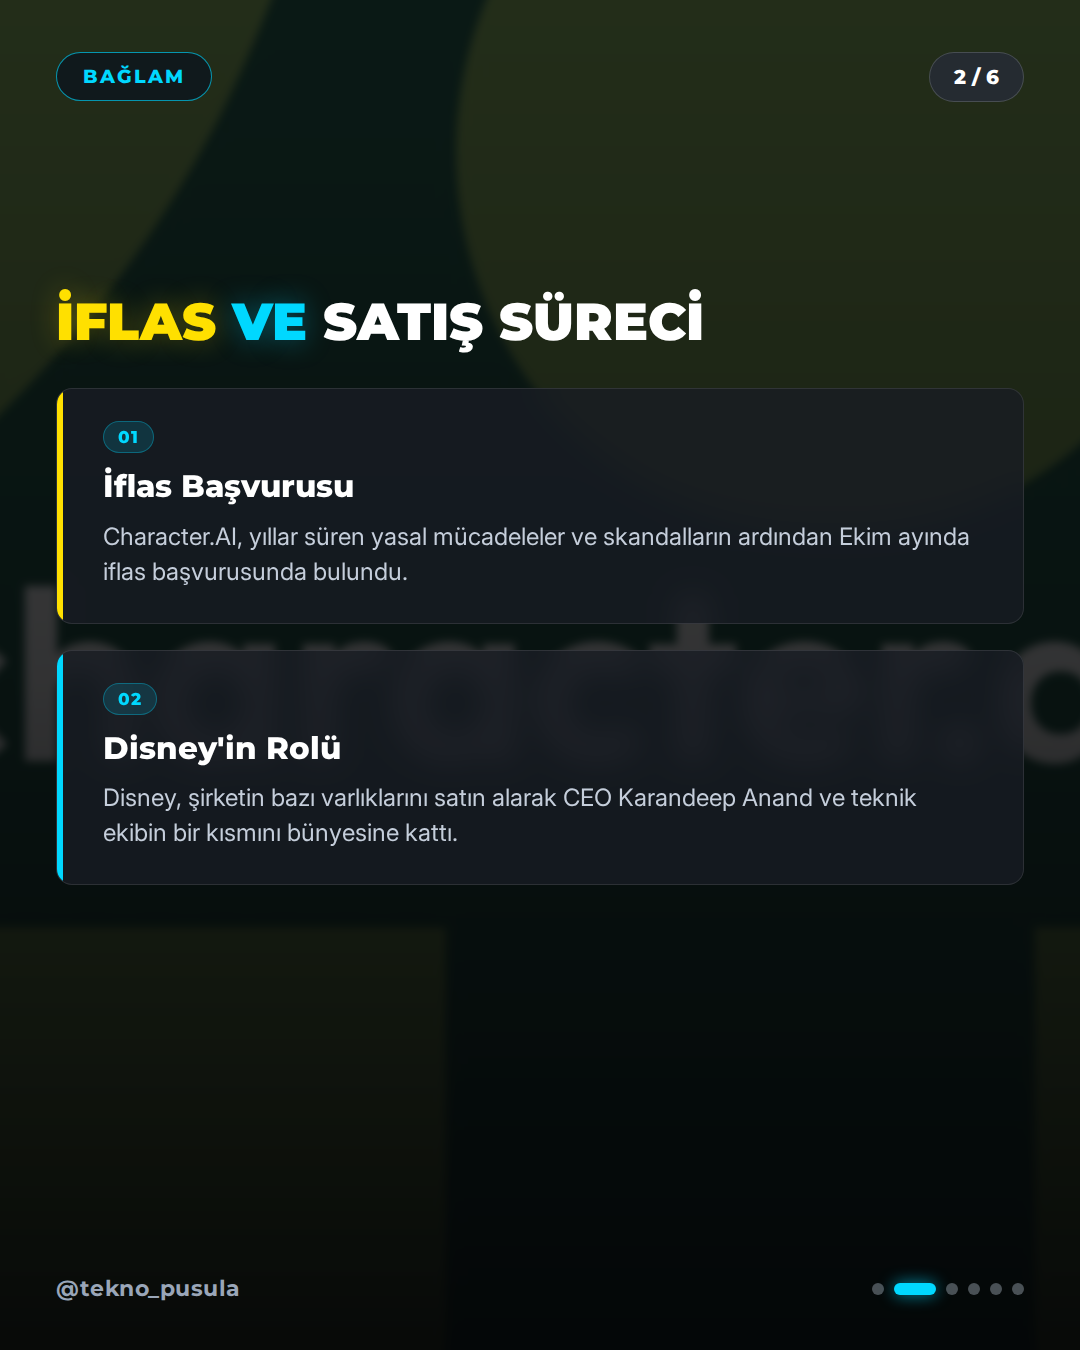 BAĞLAM
2 / 6
İFLAS VE SATIŞ SÜRECİ
01
İflas Başvurusu
Character.AI, yıllar süren yasal mücadeleler ve skandalların ardından Ekim ayında
iflas başvurusunda bulundu.
character.a
02
Disney'in Rolü
Disney, şirketin bazı varlıklarını satın alarak CEO Karandeep Anand ve teknik
ekibin bir kısmını bünyesine kattı.
@tekno_pusula